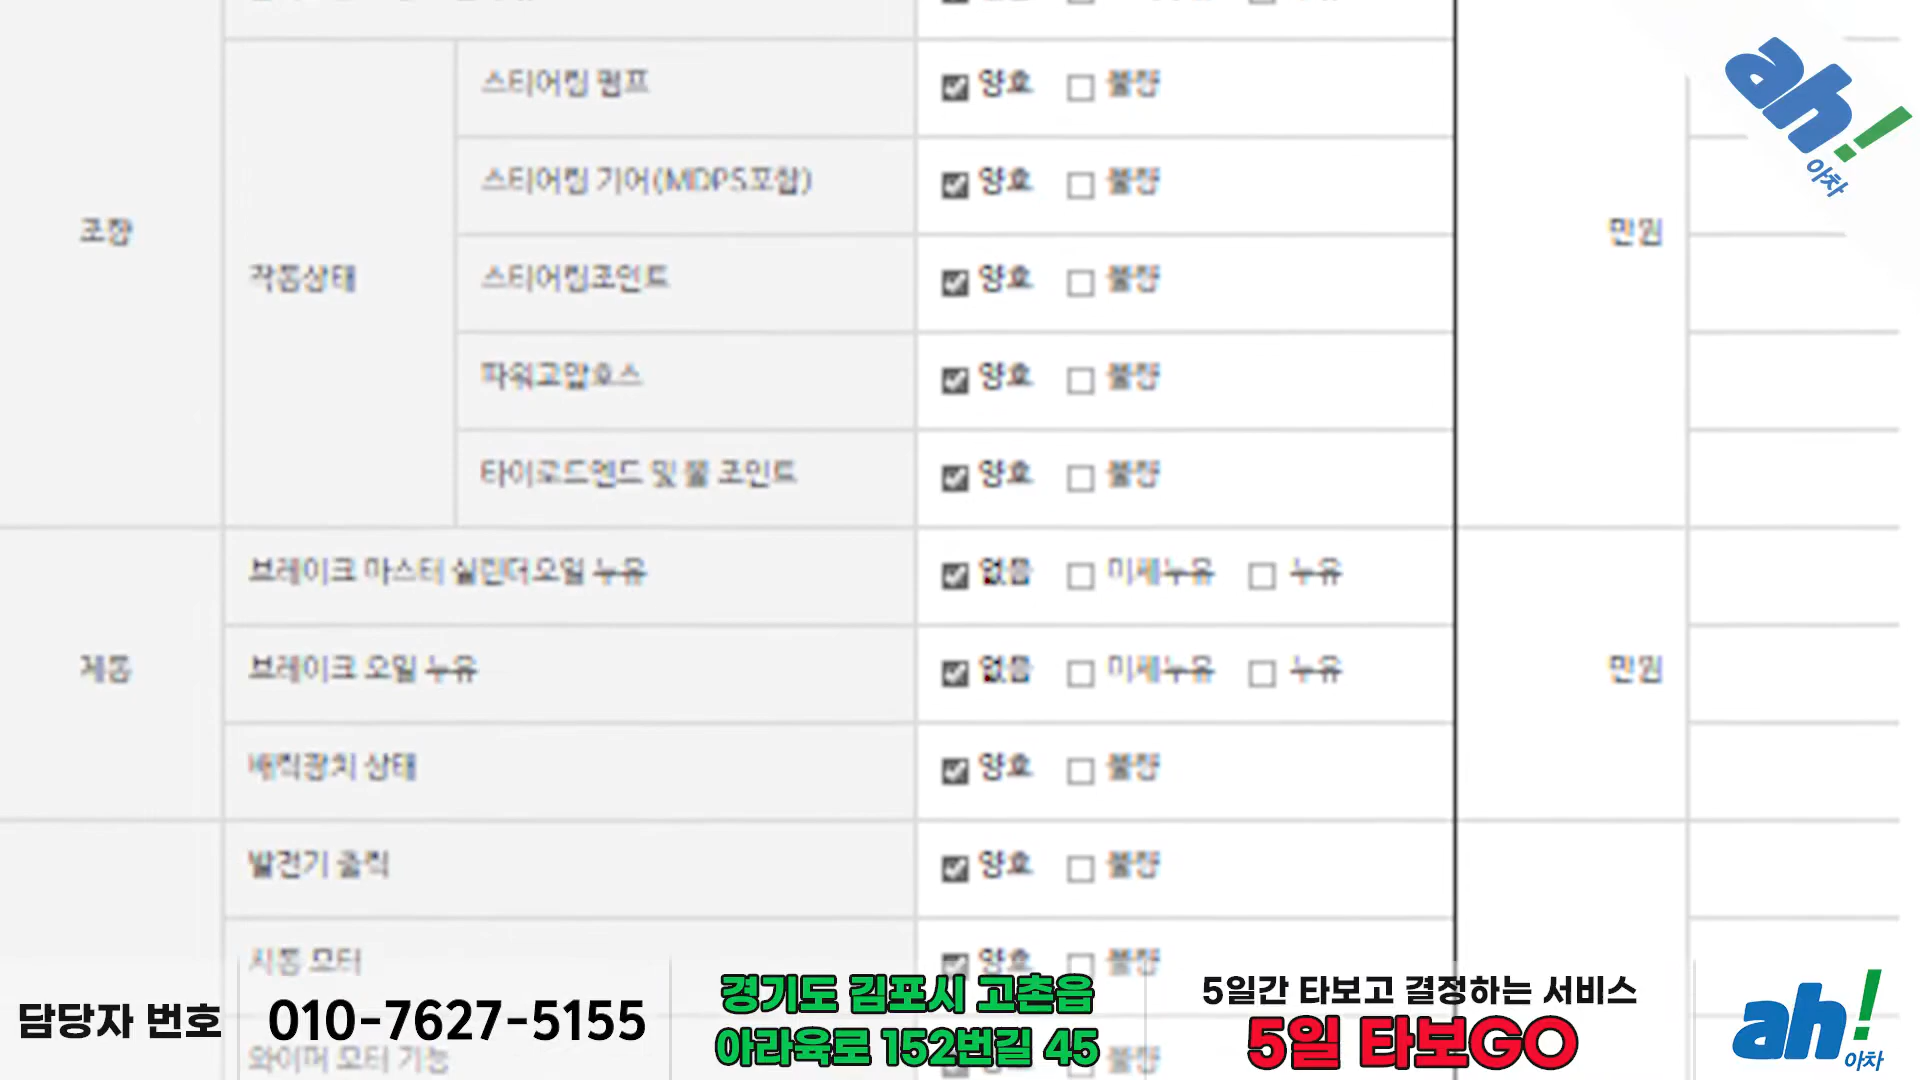 스티어링 펌프 양호 불량
스티어링 기어(MDPS포함) 양호 불량
조향 만원
작동상태 스티어링조인트 양호 불량
파워고압호스 양호 불량
타이로드엔드 및 볼 조인트 양호 불량
브레이크 마스터 실린더오일 누유 없음 미세누유 누유
제동 브레이크 오일 누유 없음 미세누유 누유 만원
배력장치 상태 양호 불량
발전기 출력 양호 불량
시동 모터 양호 불량
와이퍼 모터 기능 불량
담당자 번호 010-7627-5155
경기도 김포시 고촌읍
아라육로 152번길 45
5일간 타보고 결정하는 서비스
5일 타보GO
ah!
아차
ah!
아차